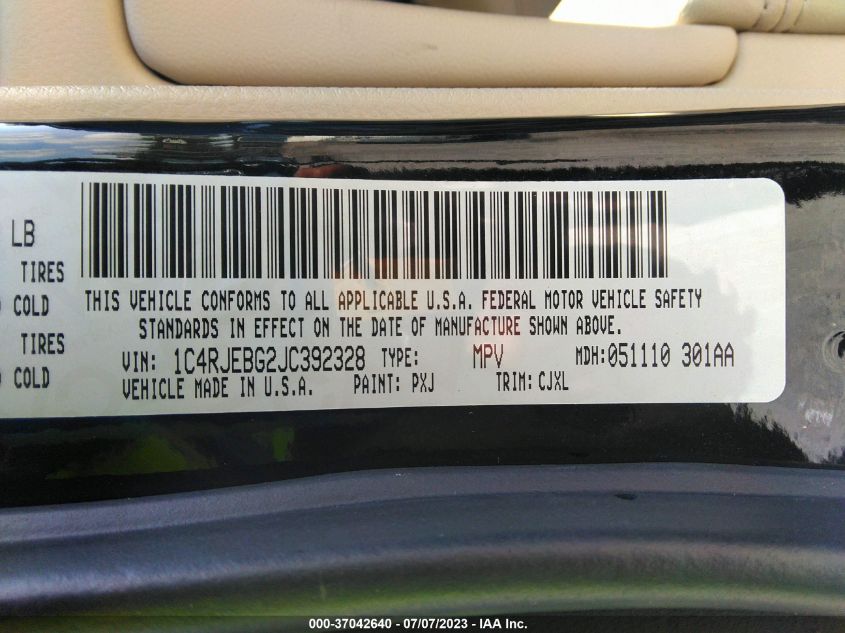 LB
TIRES
COLD
TIRES
COLD
THIS VEHICLE CONFORMS TO ALL APPLICABLE U.S.A. FEDERAL MOTOR VEHICLE SAFETY
STANDARDS IN EFFECT ON THE DATE OF MANUFACTURE SHOWN ABOVE.
VIN: 1C4RJEBG2JC392328 TYPE: MPV MDH:051110 301AA
VEHICLE MADE IN U.S.A. PAINT: PXJ TRIM: CJXL
000-37042640 - 07/07/2023 - IAA Inc.